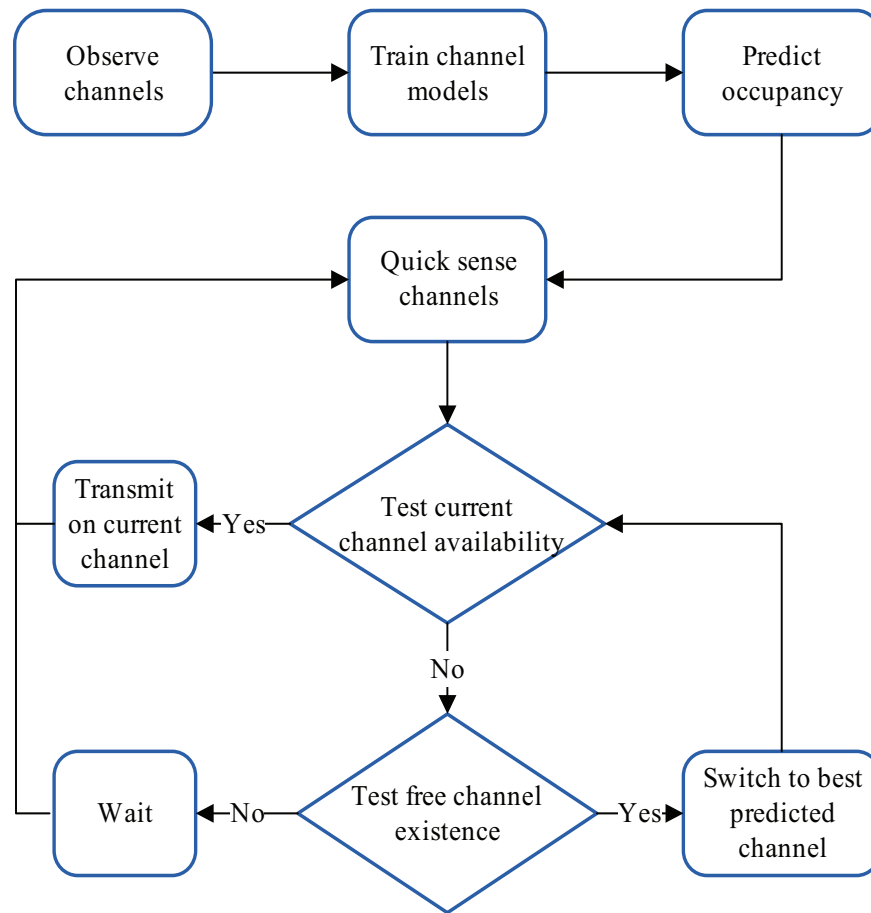 Observe
channels
Train channel
models
Predict
occupancy
Quick sense
channels
Transmit
on current
channel
Yes
Test current
channel availability
No
Wait
No
Test free channel
existence
Yes
Switch to best
predicted
channel